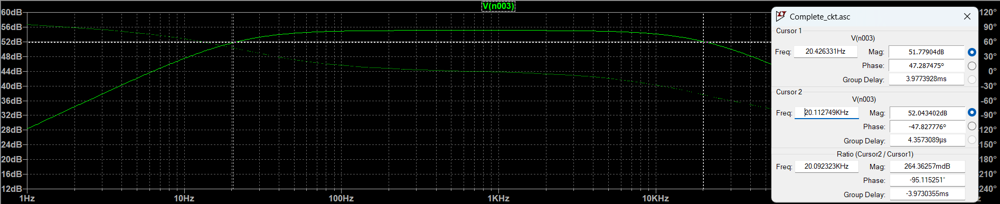 V(n003)
60dB
56dB
52dB
48dB
44dB
40dB
36dB
32dB
28dB
24dB
20dB
16dB
12dB
1Hz 10Hz 100Hz 1KHz 10KHz
120°
90°
60°
30°
0°
-30°
-60°
-90°
-120°
-150°
-180°
-210°
-240°
Complete_ckt.asc
Cursor 1
V(n003)
Freq: 20.426331Hz Mag: 51.77904dB
Phase: 47.287475°
Group Delay: 3.9773928ms
Cursor 2
V(n003)
Freq: 20.112749KHz Mag: 52.043402dB
Phase: -47.827776°
Group Delay: 4.3573089µs
Ratio (Cursor2 / Cursor1)
Freq: 20.092323KHz Mag: 264.36257mdB
Phase: -95.115251°
Group Delay: -3.9730355ms